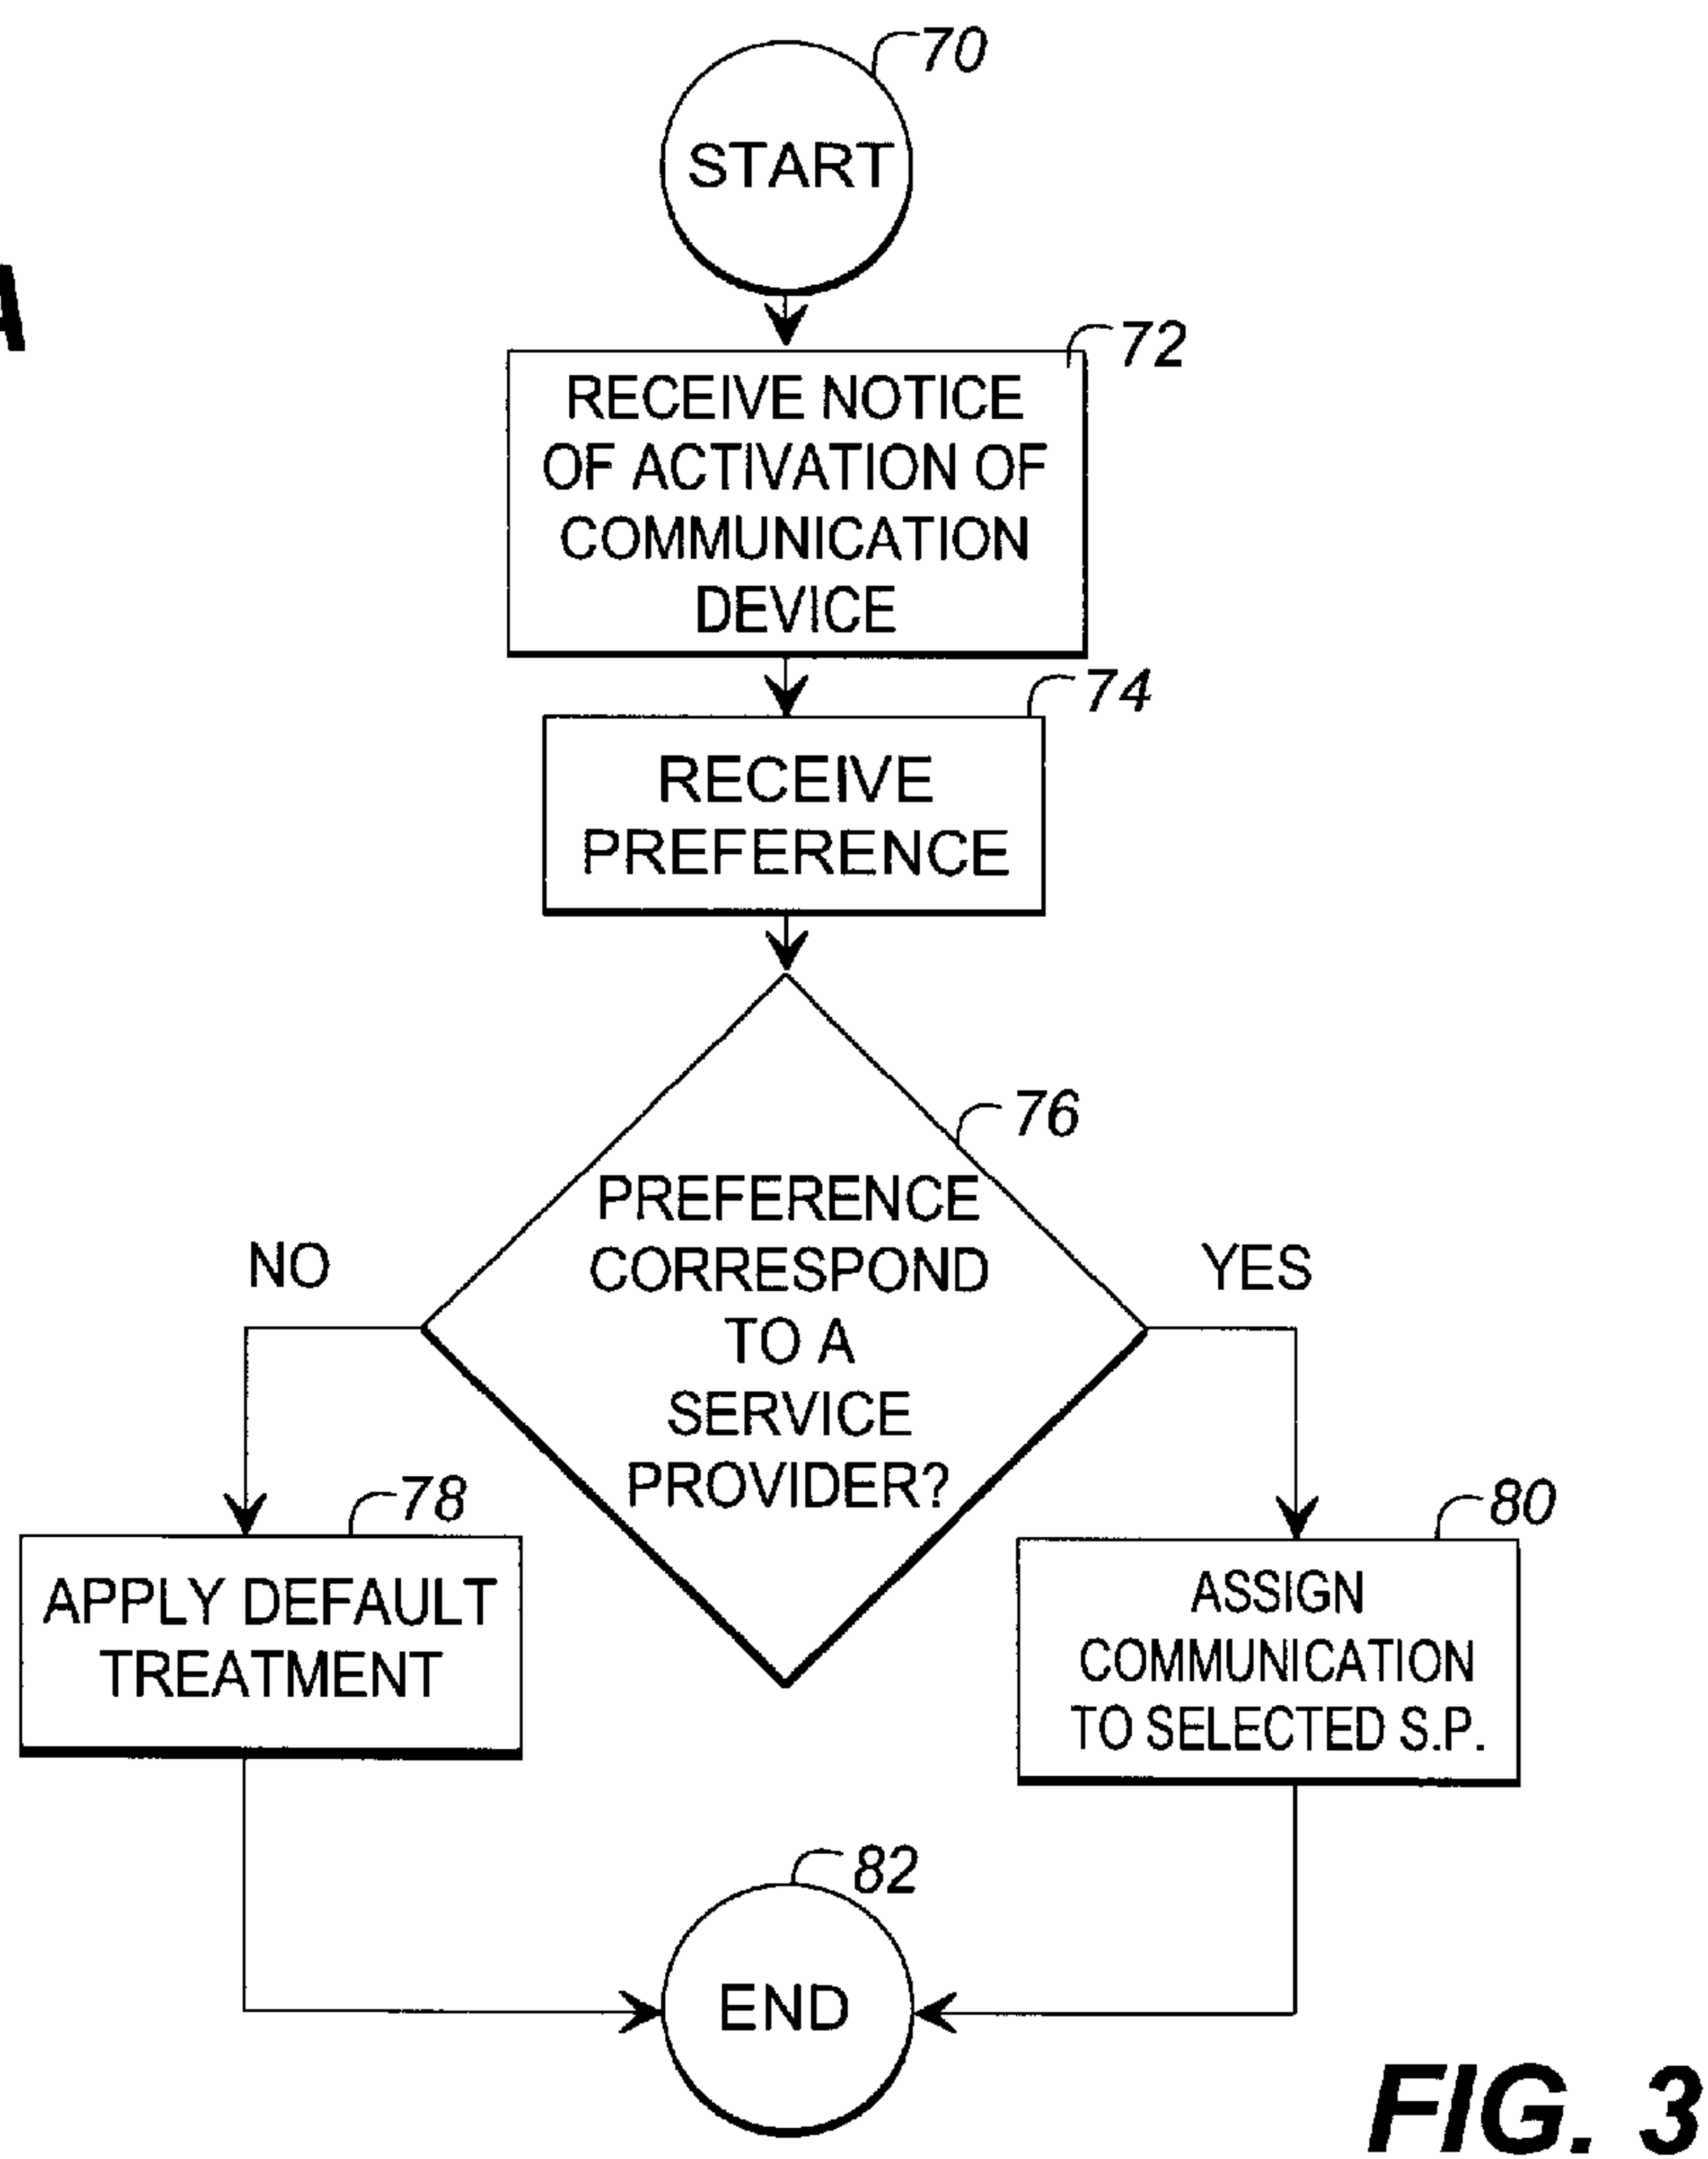 70
START
A
72
RECEIVE NOTICE
OF ACTIVATION OF
COMMUNICATION
DEVICE
74
RECEIVE
PREFERENCE
76
PREFERENCE
CORRESPOND
TO A
SERVICE
PROVIDER?
NO
YES
78
APPLY DEFAULT
TREATMENT
80
ASSIGN
COMMUNICATION
TO SELECTED S.P.
82
END
FIG. 3